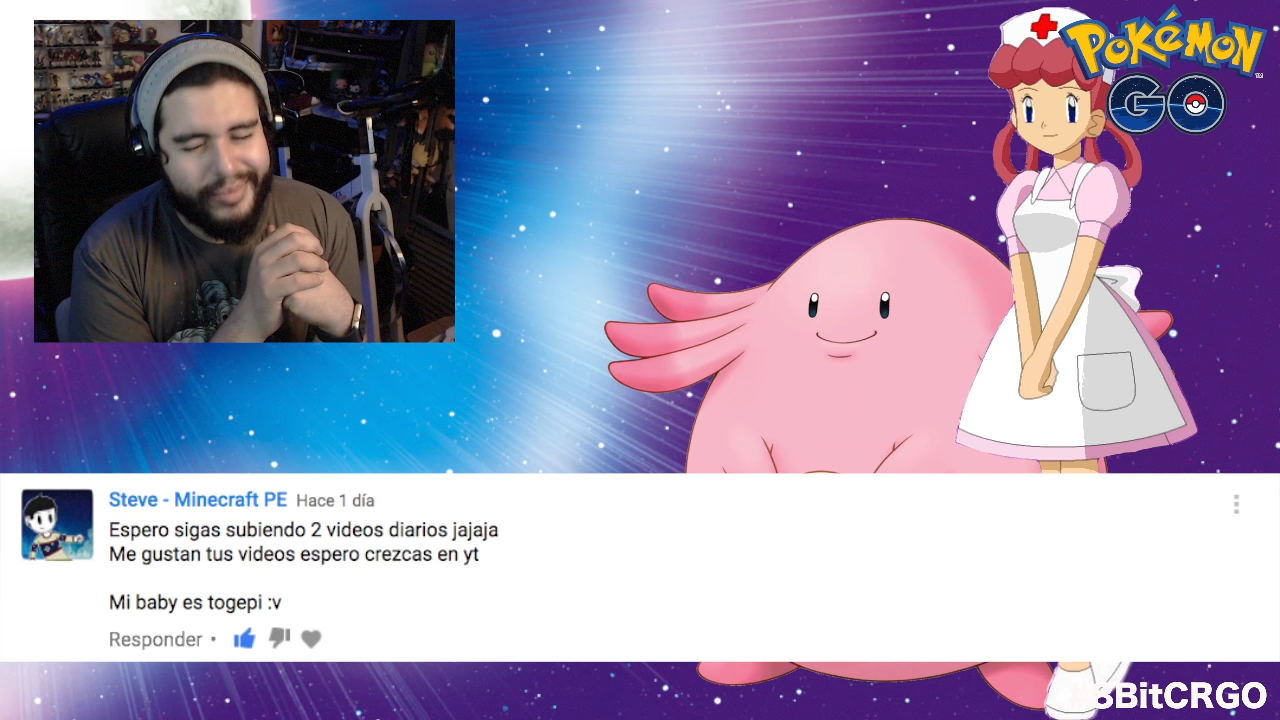 POKÉMON
GO
Steve - Minecraft PE Hace 1 día
Espero sigas subiendo 2 videos diarios jajaja
Me gustan tus videos espero crezcas en yt
Mi baby es togepi :v
Responder •
BitCRGO